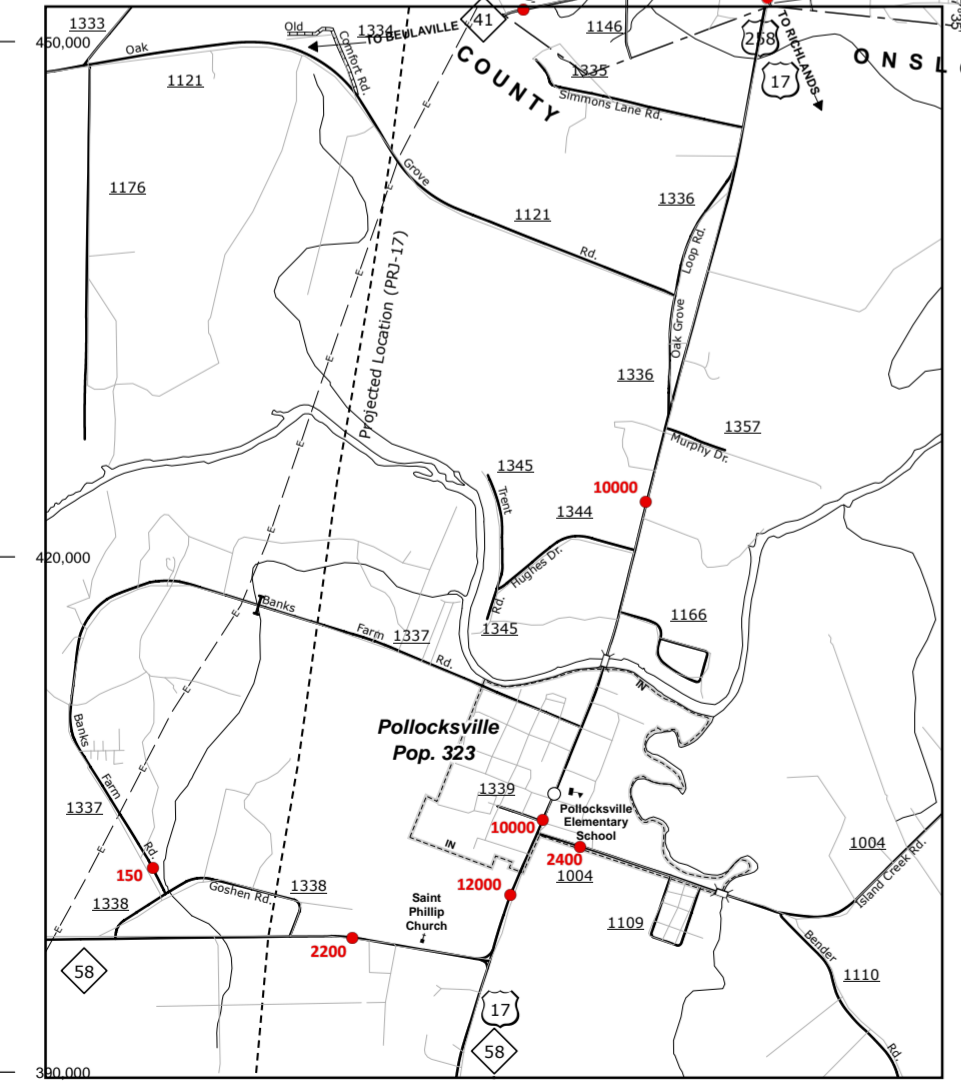 1333
Old
1334
41
1146
258
17
TO RICHLANDS
450,000
Oak
Comfort Rd.
TO BEULAVILLE
COUNTY
1335
ONSL
1121
Simmons Lane Rd.
E
1176
Grove
1121
Rd.
1336
Loop Rd.
E
E
Projected Location (PRJ-17)
Oak Grove
E
1336
1357
Murphy Dr.
E
1345
Trent
10000
1344
E
420,000
Hughes Dr.
Rd.
Banks
E
Farm
1337
Rd.
1345
1166
E
IN
Banks
Pollocksville
Pop. 323
E
Farm
1339
Pollocksville
Elementary
School
1337
10000
Rd.
IN
2400
1004
1004
Island Creek Rd.
E
150
12000
1338
Goshen Rd.
1338
Saint
Phillip
Church
1109
E
2200
Bender
58
1110
17
58
Rd.
390,000